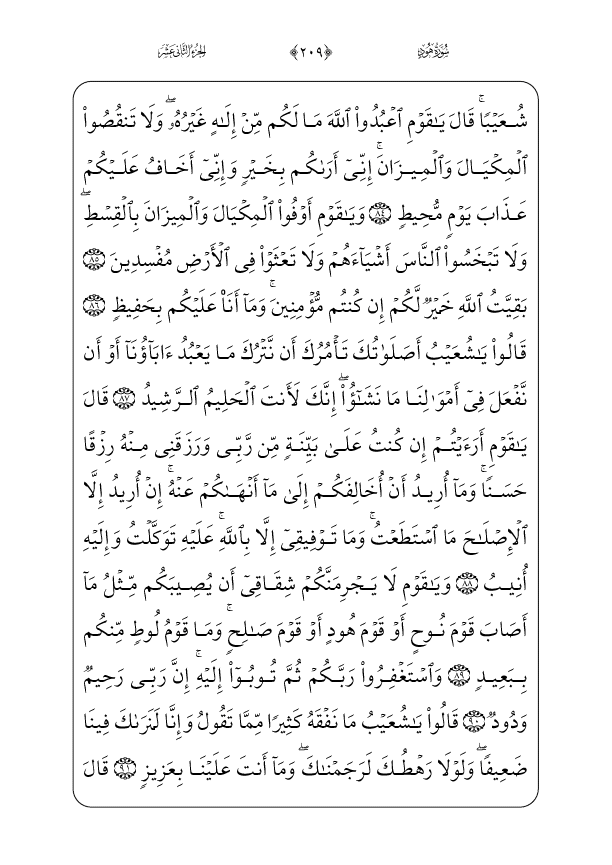 سُورَةُ هُودٍ ﴿٢٠٩﴾ الجزء الثاني عشر
شُعَيْبٗاۚ قَالَ يَٰقَوْمِ ٱعْبُدُواْ ٱللَّهَ مَا لَكُم مِّنْ إِلَٰهٍ غَيْرُهُۥۖ وَلَا تَنقُصُواْ
ٱلْمِكْيَالَ وَٱلْمِيزَانَۚ إِنِّيٓ أَرَىٰكُم بِخَيْرٖ وَإِنِّيٓ أَخَافُ عَلَيْكُمْ
عَذَابَ يَوْمٖ مُّحِيطٖ ٨٤ وَيَٰقَوْمِ أَوْفُواْ ٱلْمِكْيَالَ وَٱلْمِيزَانَ بِٱلْقِسْطِۖ
وَلَا تَبْخَسُواْ ٱلنَّاسَ أَشْيَآءَهُمْ وَلَا تَعْثَوْاْ فِي ٱلْأَرْضِ مُفْسِدِينَ ٨٥
بَقِيَّتُ ٱللَّهِ خَيْرٞ لَّكُمْ إِن كُنتُم مُّؤْمِنِينَۚ وَمَآ أَنَا۠ عَلَيْكُم بِحَفِيظٖ ٨٦
قَالُواْ يَٰشُعَيْبُ أَصَلَوٰتُكَ تَأْمُرُكَ أَن نَّتْرُكَ مَا يَعْبُدُ ءَابَآؤُنَآ أَوْ أَن
نَّفْعَلَ فِيٓ أَمْوَٰلِنَا مَا نَشَٰٓؤُاْۖ إِنَّكَ لَأَنتَ ٱلْحَلِيمُ ٱلرَّشِيدُ ٨٧ قَالَ
يَٰقَوْمِ أَرَءَيْتُمْ إِن كُنتُ عَلَىٰ بَيِّنَةٖ مِّن رَّبِّي وَرَزَقَنِي مِنْهُ رِزْقًا
حَسَنٗاۚ وَمَآ أُرِيدُ أَنْ أُخَالِفَكُمْ إِلَىٰ مَآ أَنْهَىٰكُمْ عَنْهُۚ إِنْ أُرِيدُ إِلَّا
ٱلْإِصْلَٰحَ مَا ٱسْتَطَعْتُۚ وَمَا تَوْفِيقِيٓ إِلَّا بِٱللَّهِۚ عَلَيْهِ تَوَكَّلْتُ وَإِلَيْهِ
أُنِيبُ ٨٨ وَيَٰقَوْمِ لَا يَجْرِمَنَّكُمْ شِقَاقِيٓ أَن يُصِيبَكُم مِّثْلُ مَآ
أَصَابَ قَوْمَ نُوحٍ أَوْ قَوْمَ هُودٍ أَوْ قَوْمَ صَٰلِحٖۚ وَمَا قَوْمُ لُوطٖ مِّنكُم
بِبَعِيدٖ ٨٩ وَٱسْتَغْفِرُواْ رَبَّكُمْ ثُمَّ تُوبُوٓاْ إِلَيْهِۚ إِنَّ رَبِّي رَحِيمٞ
وَدُودٞ ٩٠ قَالُواْ يَٰشُعَيْبُ مَا نَفْقَهُ كَثِيرٗا مِّمَّا تَقُولُ وَإِنَّا لَنَرَىٰكَ فِينَا
ضَعِيفٗاۖ وَلَوْلَا رَهْطُكَ لَرَجَمْنَٰكَۖ وَمَآ أَنتَ عَلَيْنَا بِعَزِيزٖ ٩١ قَالَ